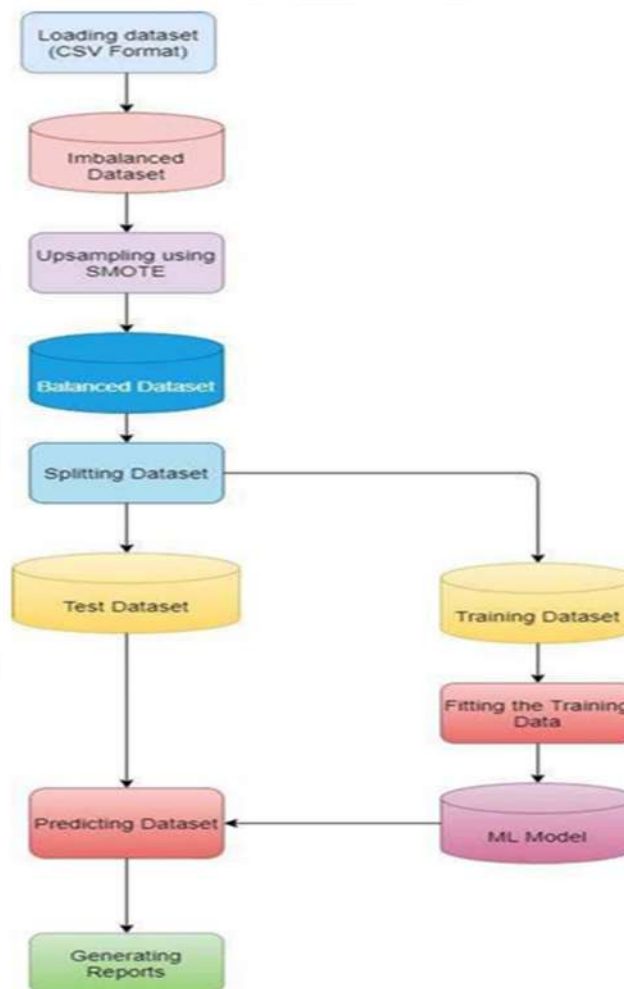 Loading dataset
(CSV Format)
Imbalanced
Dataset
Upsampling using
SMOTE
Balanced Dataset
Splitting Dataset
Test Dataset
Training Dataset
Fitting the Training
Data
ML Model
Predicting Dataset
Generating
Reports